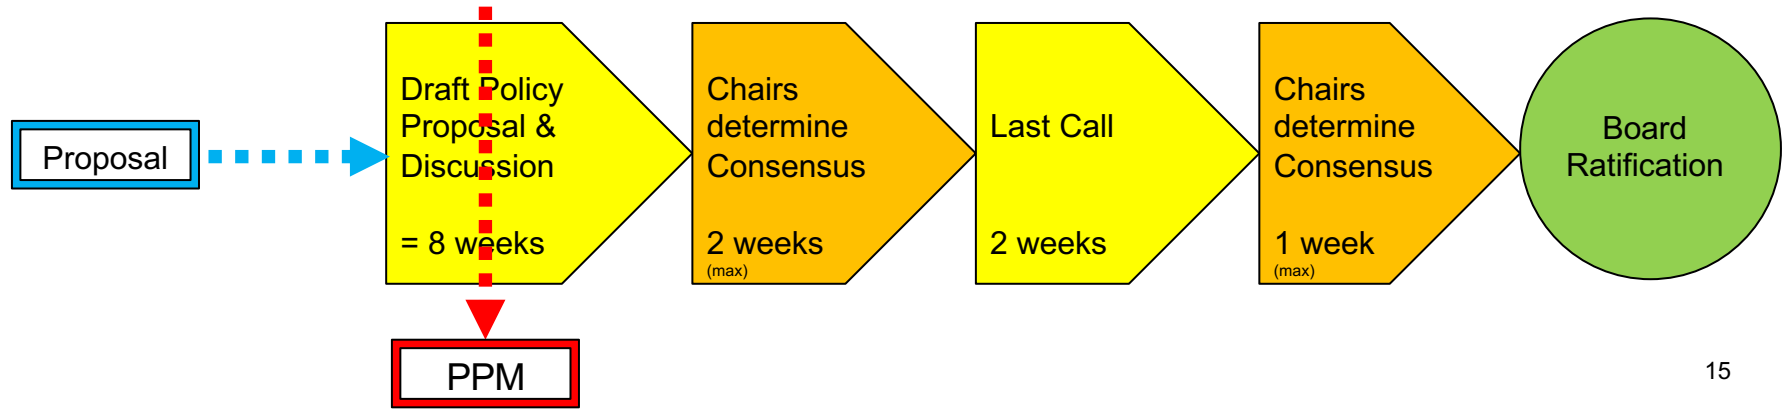 Proposal
Draft Policy
Proposal &
Discussion
= 8 weeks
PPM
Chairs
determine
Consensus
2 weeks
(max)
Last Call
2 weeks
Chairs
determine
Consensus
1 week
(max)
Board
Ratification
15